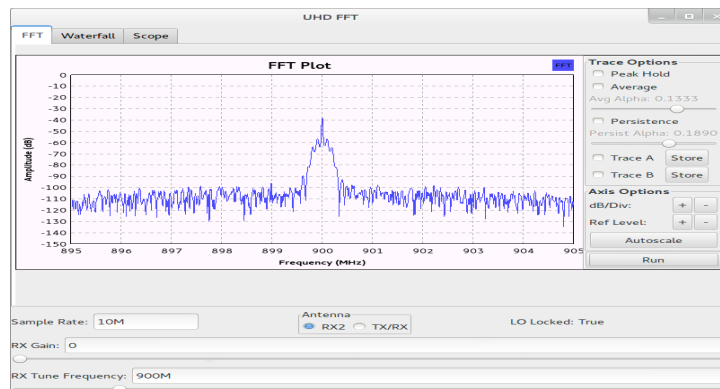 UHD FFT
FFT Waterfall Scope
FFT Plot
FFT
Amplitude (dB)
0
-10
-20
-30
-40
-50
-60
-70
-80
-90
-100
-110
-120
-130
-140
-150
895 896 897 898 899 900 901 902 903 904 905
Frequency (MHz)
Trace Options
Peak Hold
Average
Avg Alpha: 0.1333
Persistence
Persist Alpha: 0.1890
Trace A Store
Trace B Store
Axis Options
dB/Div: + -
Ref Level: + -
Autoscale
Run
Sample Rate: 10M
Antenna
RX2 TX/RX
LO Locked: True
RX Gain: 0
RX Tune Frequency: 900M